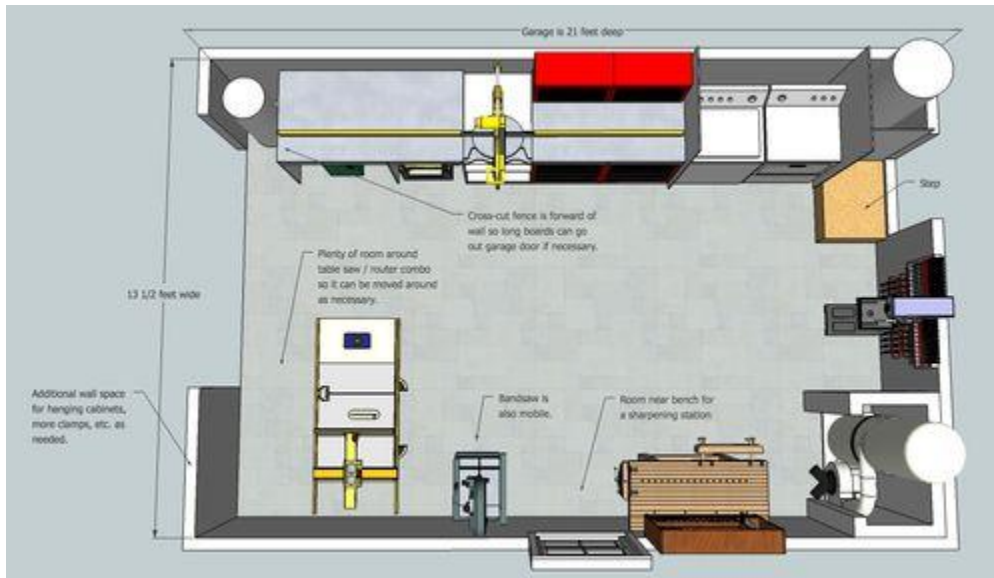 Garage is 21 feet deep
Step
Cross-cut fence is forward of
wall so long boards can go
out garage door if necessary.
Plenty of room around
table saw / router combo
so it can be moved around
as necessary.
13 1/2 feet wide
Additional wall space
for hanging cabinets,
more clamps, etc. as
needed.
Bandsaw is
also mobile.
Room near bench for
a sharpening station